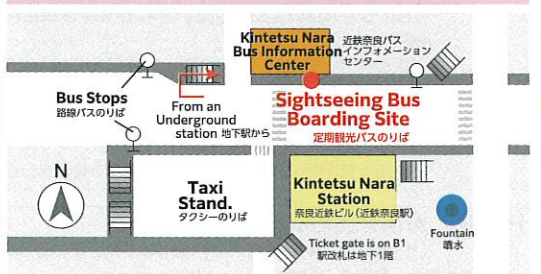 Kintetsu Nara
Bus Information
Center
近鉄奈良バス
インフォメーション
センター
Bus Stops
路線バスのりば
From an
Underground
station 地下駅から
Sightseeing Bus
Boarding Site
定期観光バスのりば
N
Taxi
Stand.
タクシーのりば
Kintetsu Nara
Station
奈良近鉄ビル(近鉄奈良駅)
Fountain
噴水
Ticket gate is on B1
駅改札は地下1階